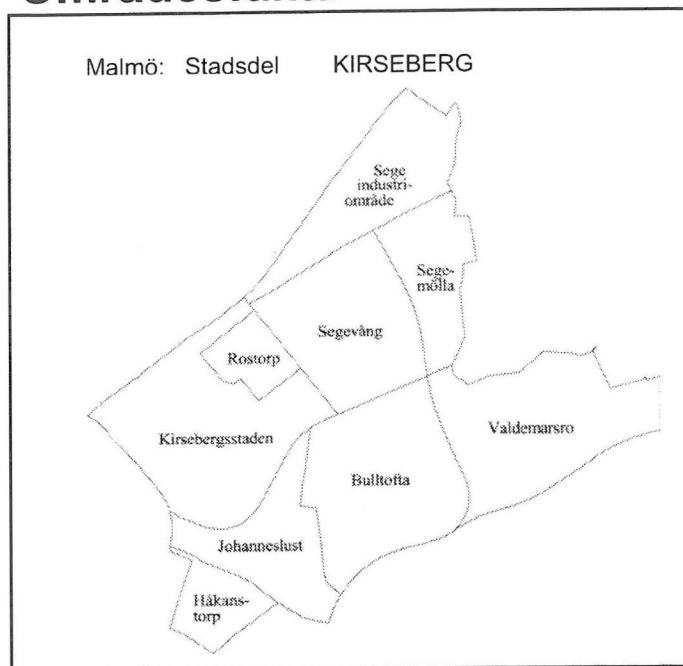 Malmö: Stadsdel KIRSEBERG
Sege
industri-
område
Sege-
mölla
Segevång
Rostorp
Valdemarsro
Kirsebergsstaden
Bulltofta
Johanneslust
Håkans-
torp